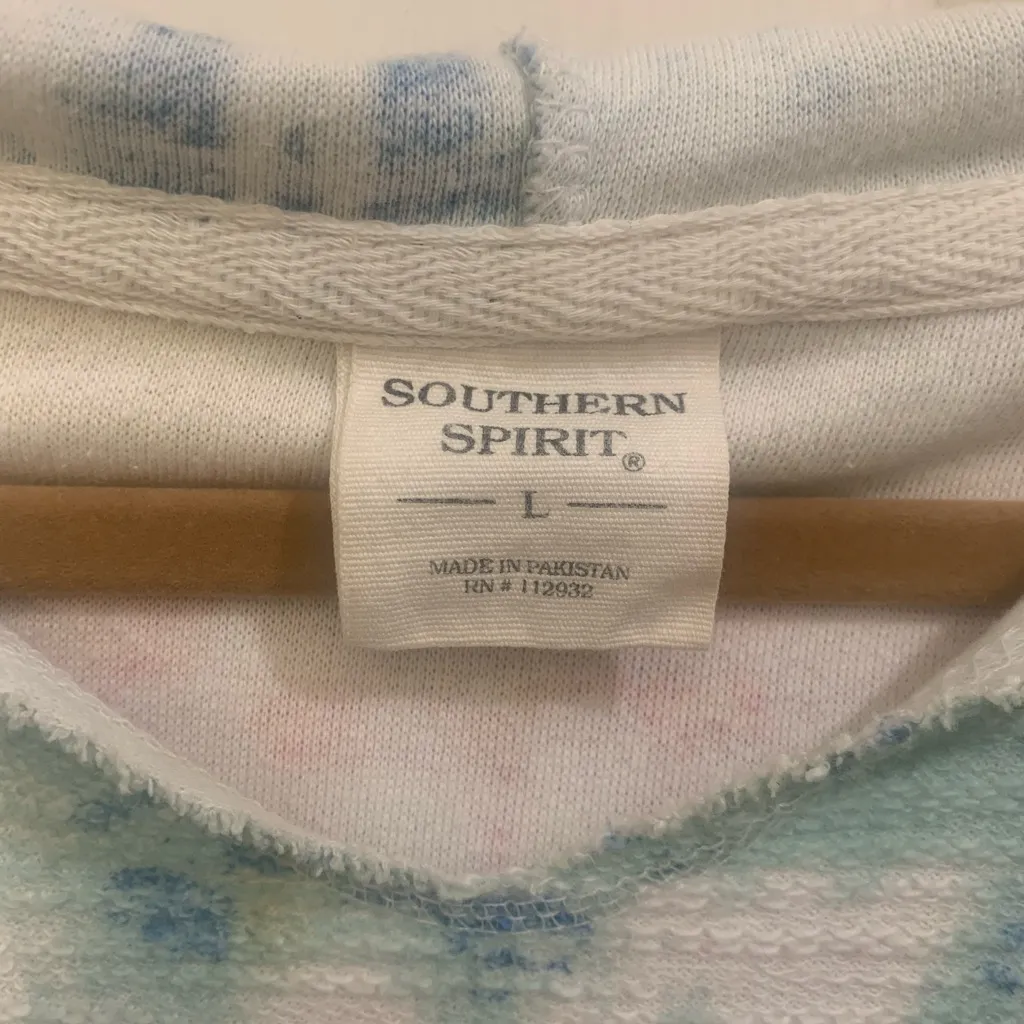 SOUTHERN
SPIRIT®
L
MADE IN PAKISTAN
RN # 112932